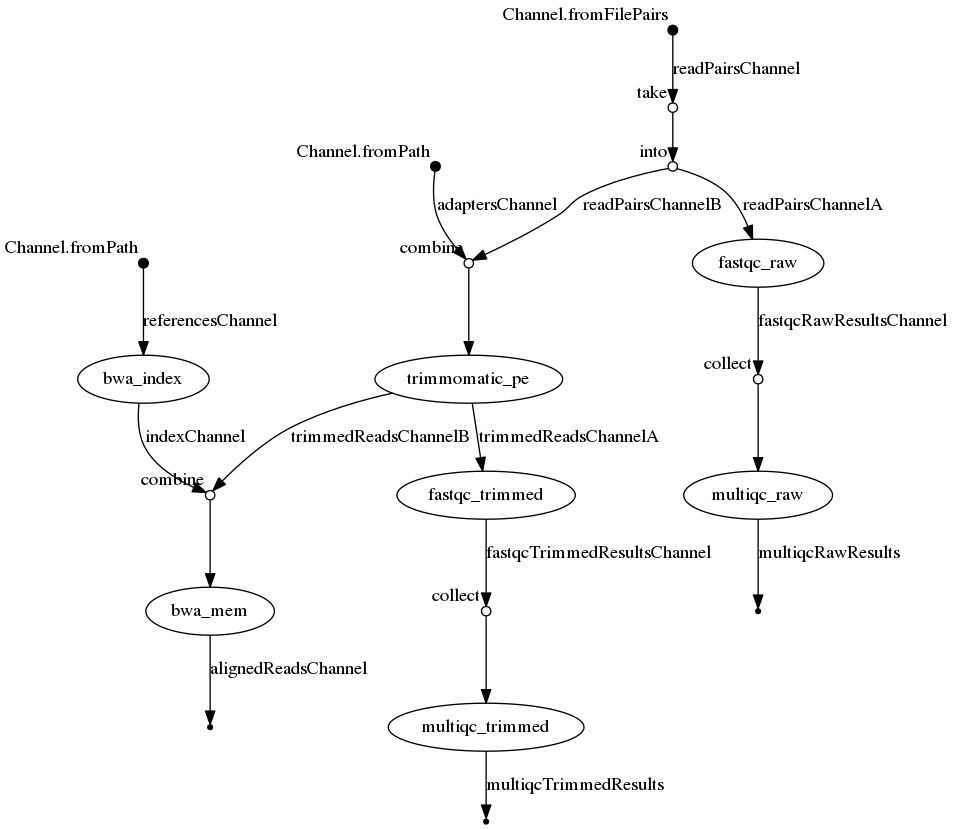 Channel.fromFilePairs
readPairsChannel
take
Channel.fromPath
into
adaptersChannel
readPairsChannelB
readPairsChannelA
Channel.fromPath
combine
fastqc_raw
referencesChannel
fastqcRawResultsChannel
collect
bwa_index
trimmomatic_pe
indexChannel
trimmedReadsChannelB
trimmedReadsChannelA
combine
fastqc_trimmed
multiqc_raw
fastqcTrimmedResultsChannel
multiqcRawResults
collect
bwa_mem
alignedReadsChannel
multiqc_trimmed
multiqcTrimmedResults